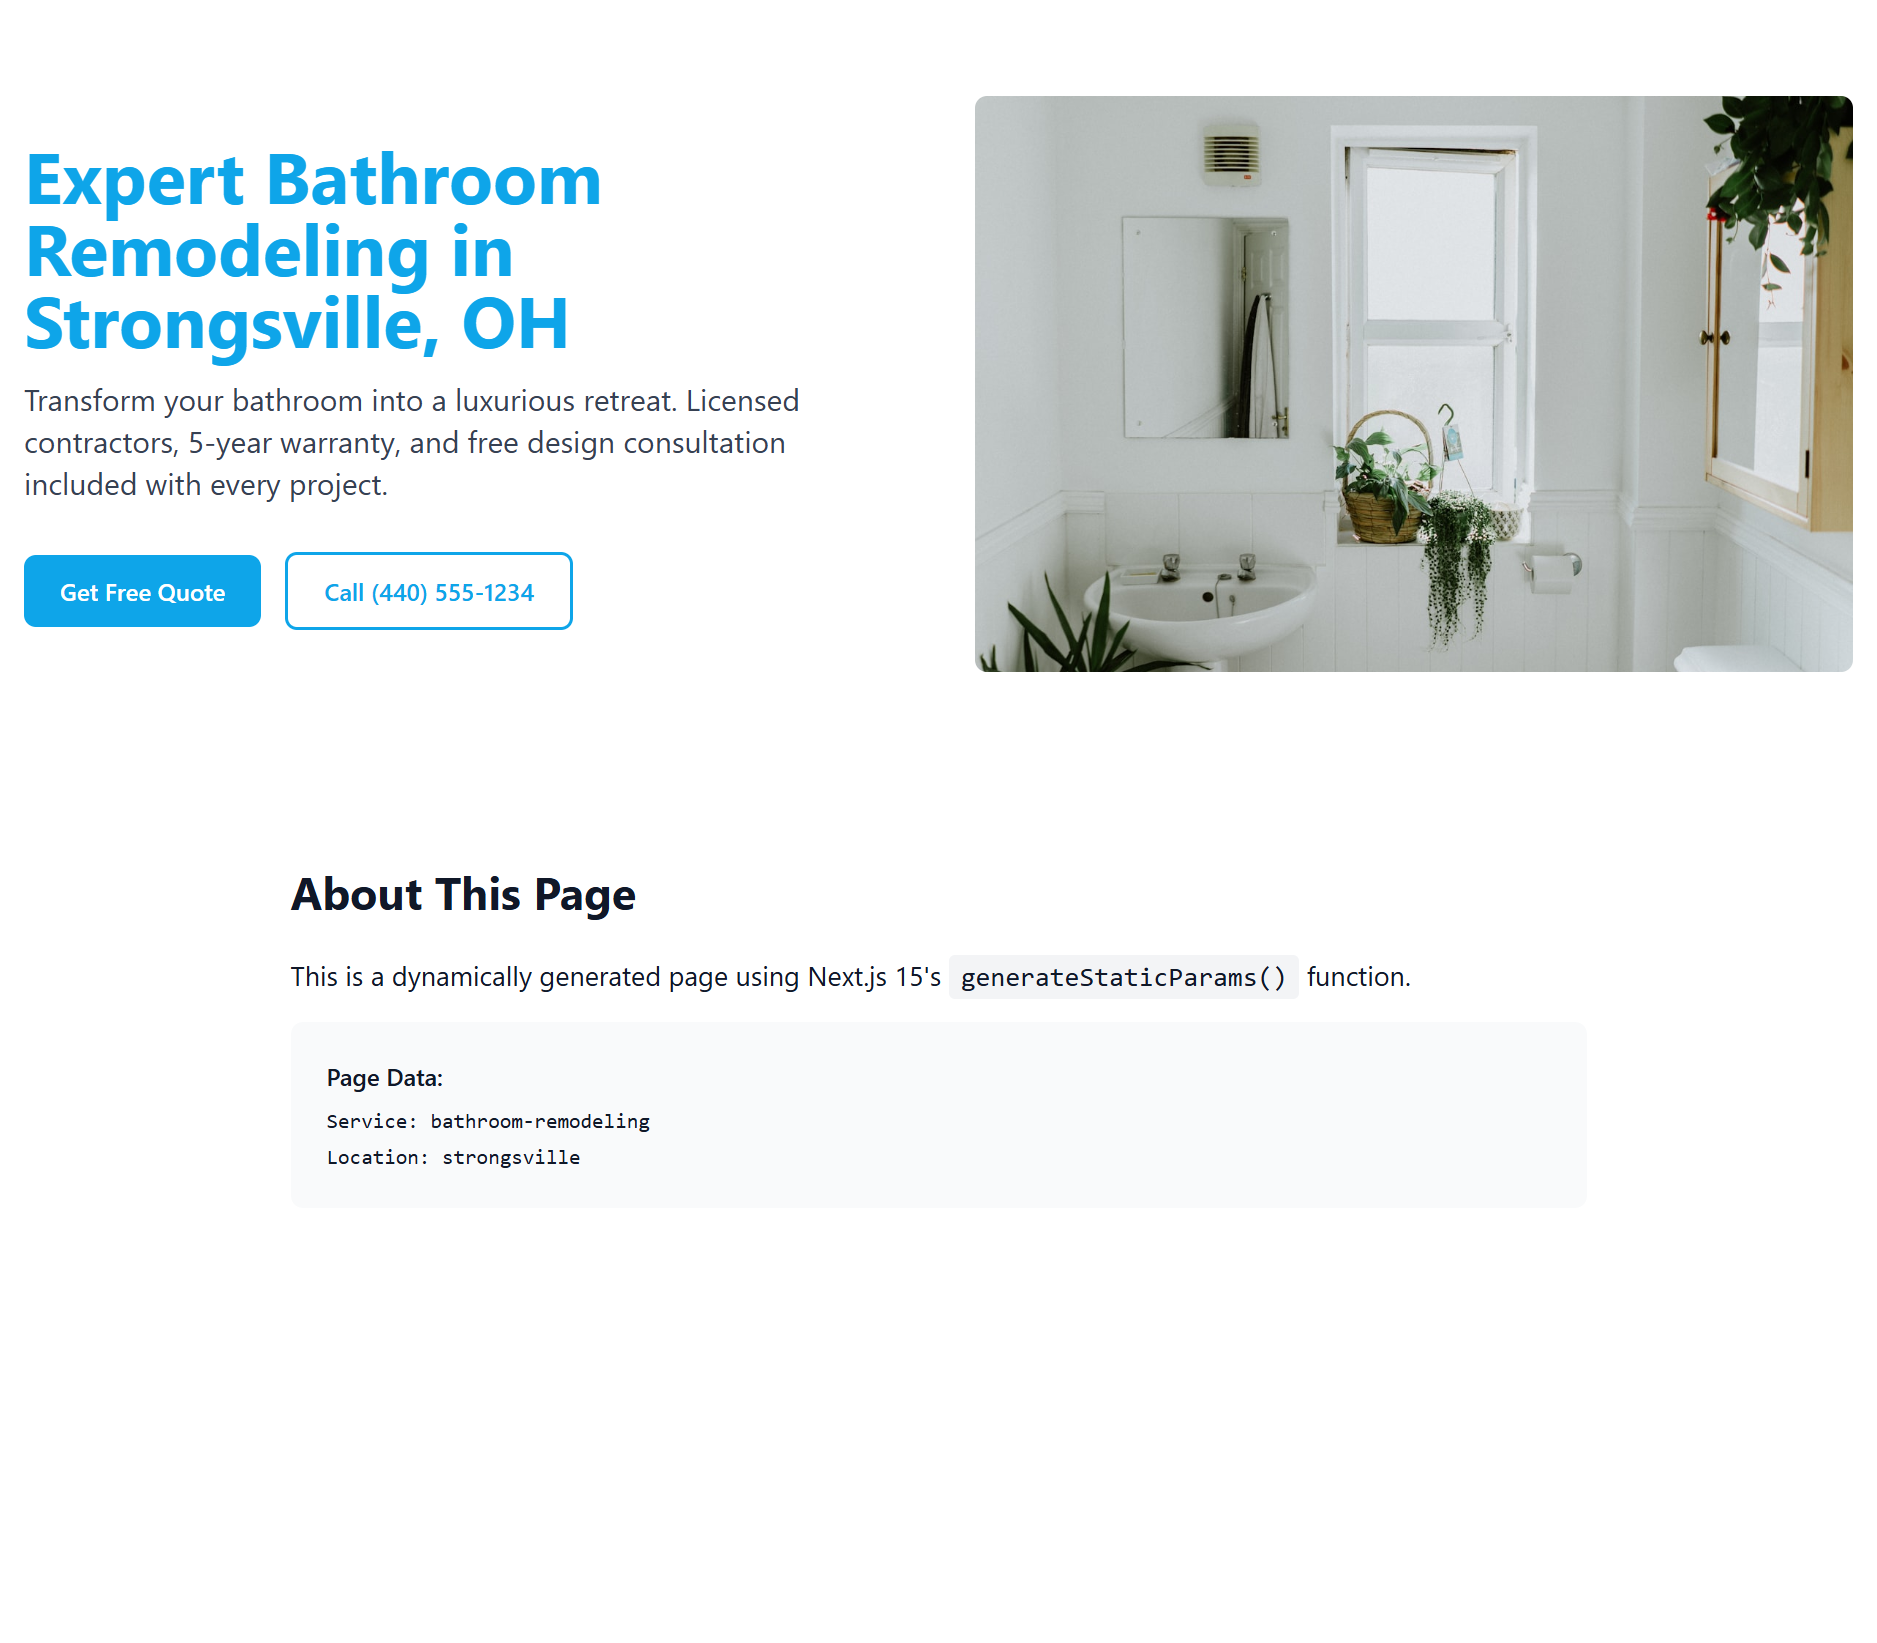 Expert Bathroom
Remodeling in
Strongsville, OH
Transform your bathroom into a luxurious retreat. Licensed
contractors, 5-year warranty, and free design consultation
included with every project.
Get Free Quote
Call (440) 555-1234
About This Page
This is a dynamically generated page using Next.js 15's generateStaticParams() function.
Page Data:
Service: bathroom-remodeling
Location: strongsville